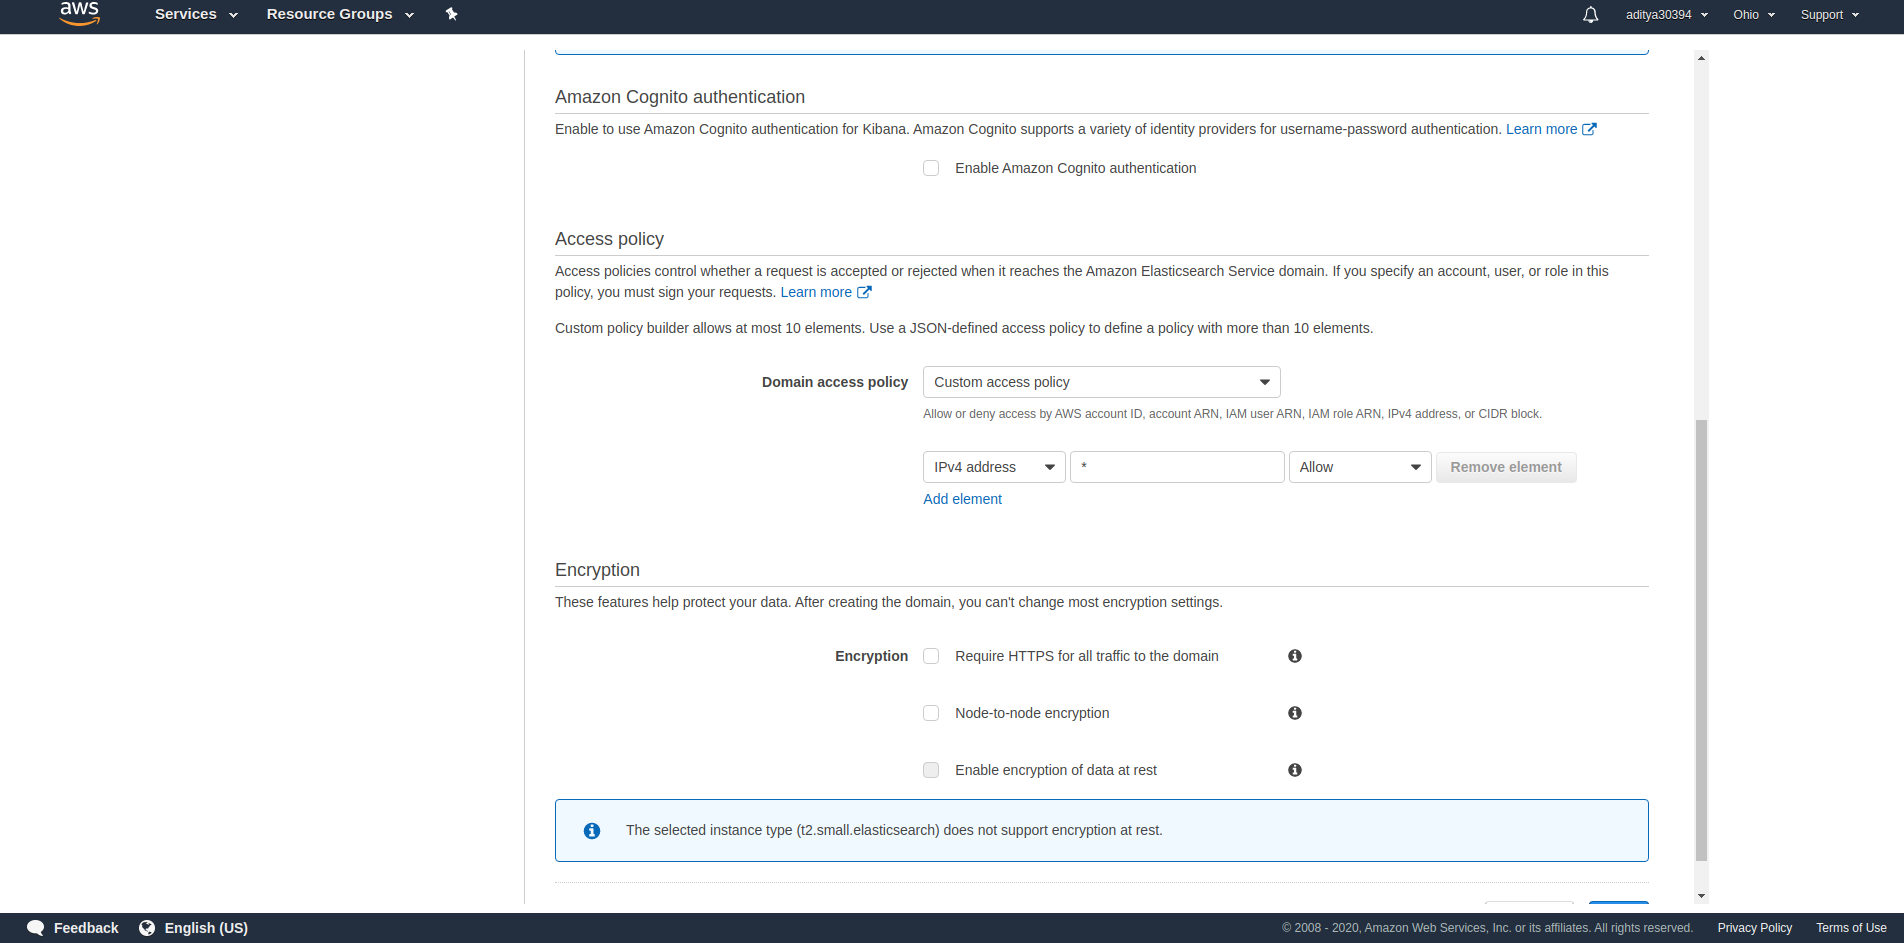 aws Services Resource Groups aditya30394 Ohio Support
Amazon Cognito authentication
Enable to use Amazon Cognito authentication for Kibana. Amazon Cognito supports a variety of identity providers for username-password authentication. Learn more
Enable Amazon Cognito authentication
Access policy
Access policies control whether a request is accepted or rejected when it reaches the Amazon Elasticsearch Service domain. If you specify an account, user, or role in this
policy, you must sign your requests. Learn more
Custom policy builder allows at most 10 elements. Use a JSON-defined access policy to define a policy with more than 10 elements.
Domain access policy Custom access policy
Allow or deny access by AWS account ID, account ARN, IAM user ARN, IAM role ARN, IPv4 address, or CIDR block.
IPv4 address * Allow Remove element
Add element
Encryption
These features help protect your data. After creating the domain, you can't change most encryption settings.
Encryption Require HTTPS for all traffic to the domain
Node-to-node encryption
Enable encryption of data at rest
The selected instance type (t2.small.elasticsearch) does not support encryption at rest.
Feedback English (US) © 2008 - 2020, Amazon Web Services, Inc. or its affiliates. All rights reserved. Privacy Policy Terms of Use